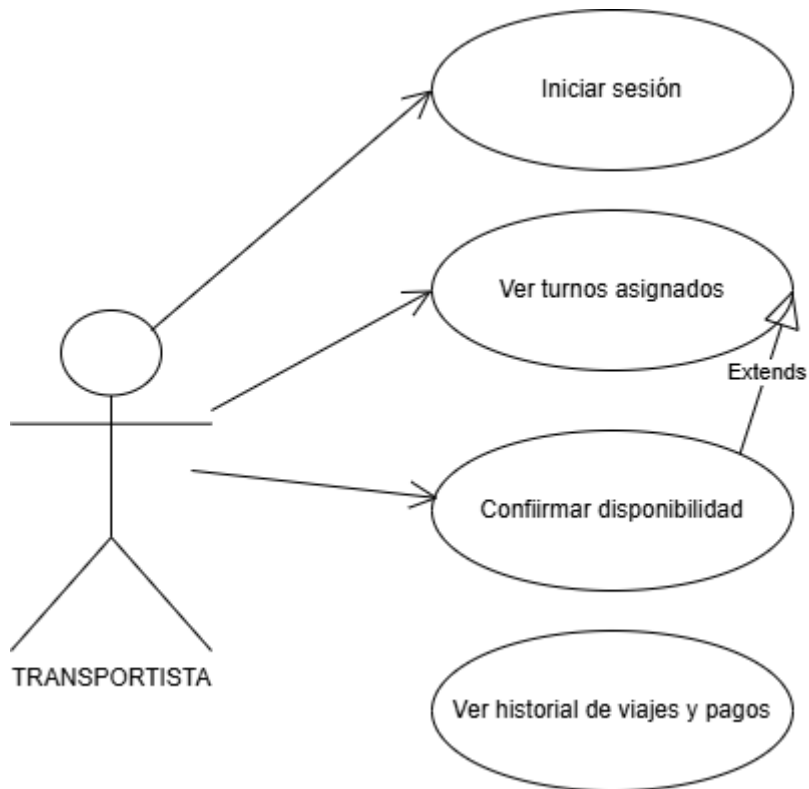 Iniciar sesión
Ver turnos asignados
Extends
Confiirmar disponibilidad
TRANSPORTISTA
Ver historial de viajes y pagos